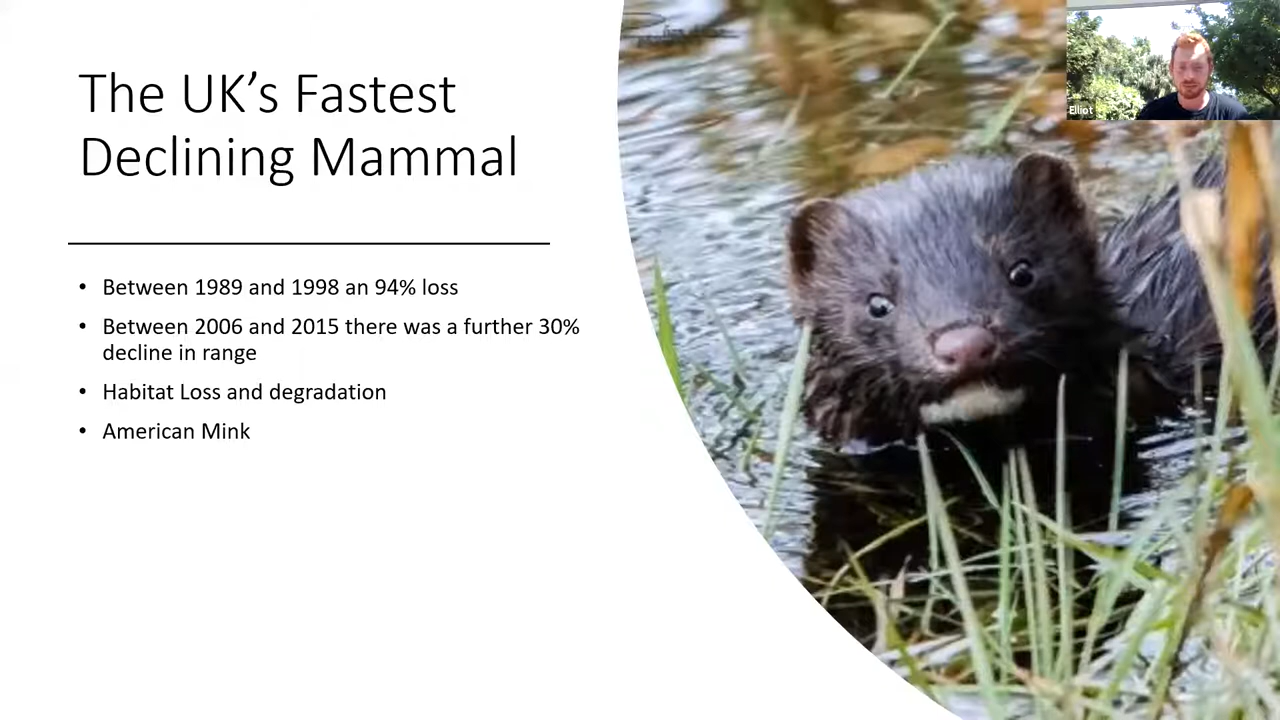 The UK's Fastest
Declining Mammal
• Between 1989 and 1998 an 94% loss
• Between 2006 and 2015 there was a further 30%
decline in range
• Habitat Loss and degradation
• American Mink
Elliot